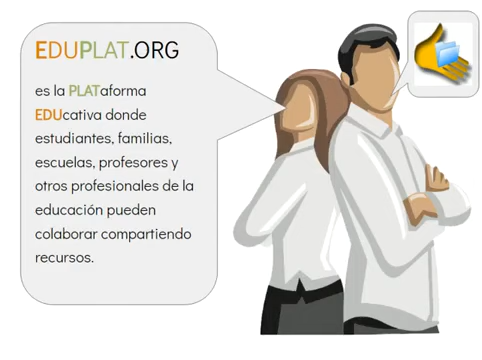 EDUPLAT.ORG
es la PLATaforma
EDUcativa donde
estudiantes, familias,
escuelas, profesores y
otros profesionales de la
educación pueden
colaborar compartiendo
recursos.